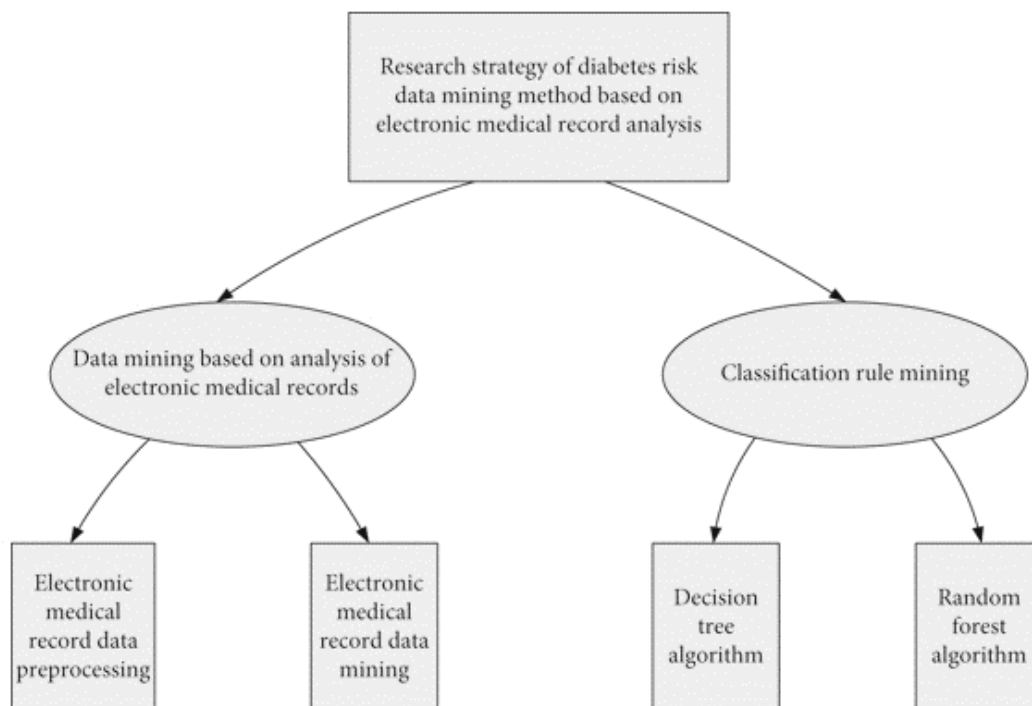 Research strategy of diabetes risk
data mining method based on
electronic medical record analysis
Data mining based on analysis of
electronic medical records
Classification rule mining
Electronic
medical
record data
preprocessing
Electronic
medical
record data
mining
Decision
tree
algorithm
Random
forest
algorithm